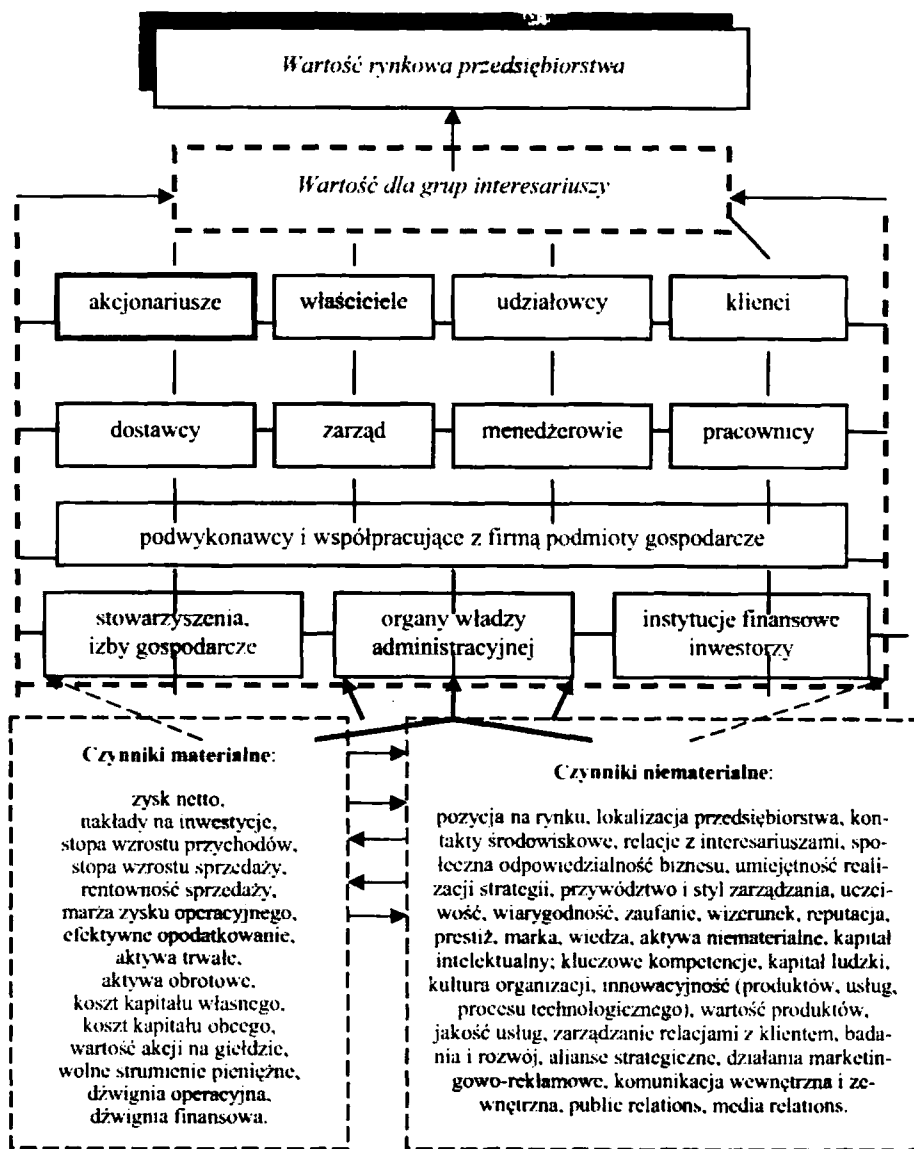 Wartość rynkowa przedsiębiorstwa
Wartość dla grup interesariuszy
akcjonariusze
właściciele
udziałowcy
klienci
dostawcy
zarząd
menedżerowie
pracownicy
podwykonawcy i współpracujące z firmą podmioty gospodarcze
stowarzyszenia,
izby gospodarcze
organy władzy
administracyjnej
instytucje finansowe
inwestorzy
Czynniki materialne:
zysk netto,
nakłady na inwestycje,
stopa wzrostu przychodów,
stopa wzrostu sprzedaży,
rentowność sprzedaży,
marża zysku operacyjnego,
efektywne opodatkowanie,
aktywa trwałe,
aktywa obrotowe,
koszt kapitału własnego,
koszt kapitału obcego,
wartość akcji na giełdzie,
wolne strumienie pieniężne,
dźwignia operacyjna,
dźwignia finansowa.
Czynniki niematerialne:
pozycja na rynku, lokalizacja przedsiębiorstwa, kon-
takty środowiskowe, relacje z interesariuszami, spo-
łeczna odpowiedzialność biznesu, umiejętność reali-
zacji strategii, przywództwo i styl zarządzania, uczci-
wość, wiarygodność, zaufanie, wizerunek, reputacja,
prestiż, marka, wiedza, aktywa niematerialne, kapitał
intelektualny; kluczowe kompetencje, kapitał ludzki,
kultura organizacji, innowacyjność (produktów, usług,
procesu technologicznego), wartość produktów,
jakość usług, zarządzanie relacjami z klientem, bada-
nia i rozwój, alianse strategiczne, działania marketin-
gowo-reklamowe, komunikacja wewnętrzna i ze-
wnętrzna, public relations, media relations.